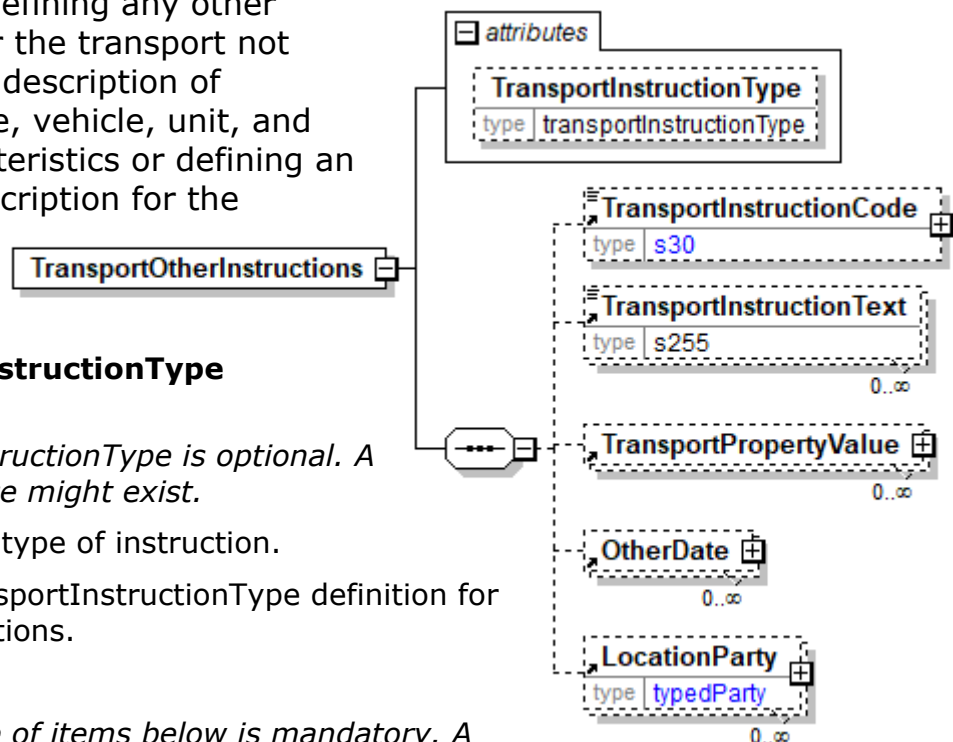 efining any other
r the transport not
description of
e, vehicle, unit, and
teristics or defining an
cription for the
structionType
ructionType is optional. A
e might exist.
type of instruction.
sportInstructionType definition for
tions.
e of items below is mandatory. A
attributes
TransportInstructionType
type transportInstructionType
TransportOtherInstructions
TransportInstructionCode
type s30
TransportInstructionText
type s255
0..∞
TransportPropertyValue
0..∞
OtherDate
0..∞
LocationParty
type typedParty
0..∞